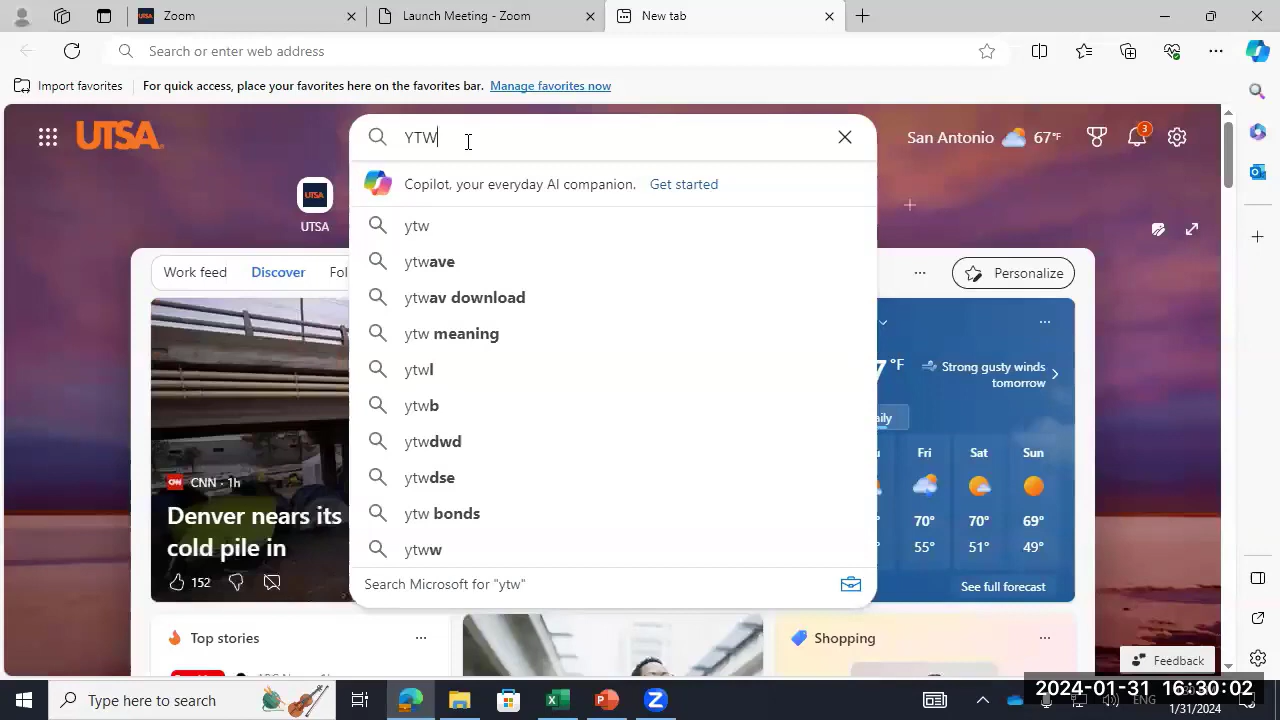 Zoom
Launch Meeting - Zoom
New tab
Search or enter web address
Import favorites
For quick access, place your favorites here on the favorites bar. Manage favorites now
UTSA
YTW
San Antonio
67°F
3
Copilot, your everyday AI companion. Get started
UTSA
ytw
ytwave
ytwav download
ytw meaning
ytwl
ytwb
ytwdwd
ytwdse
ytw bonds
ytww
Search Microsoft for "ytw"
Work feed
Discover
Fol
Personalize
CNN · 1h
Denver nears its
cold pile in
152
7°F
Strong gusty winds
tomorrow
aily
Fri
Sat
Sun
70°
70°
69°
55°
51°
49°
See full forecast
Top stories
Shopping
Feedback
Type here to search
ENG
2024-01-31 16:30:02
1/31/2024